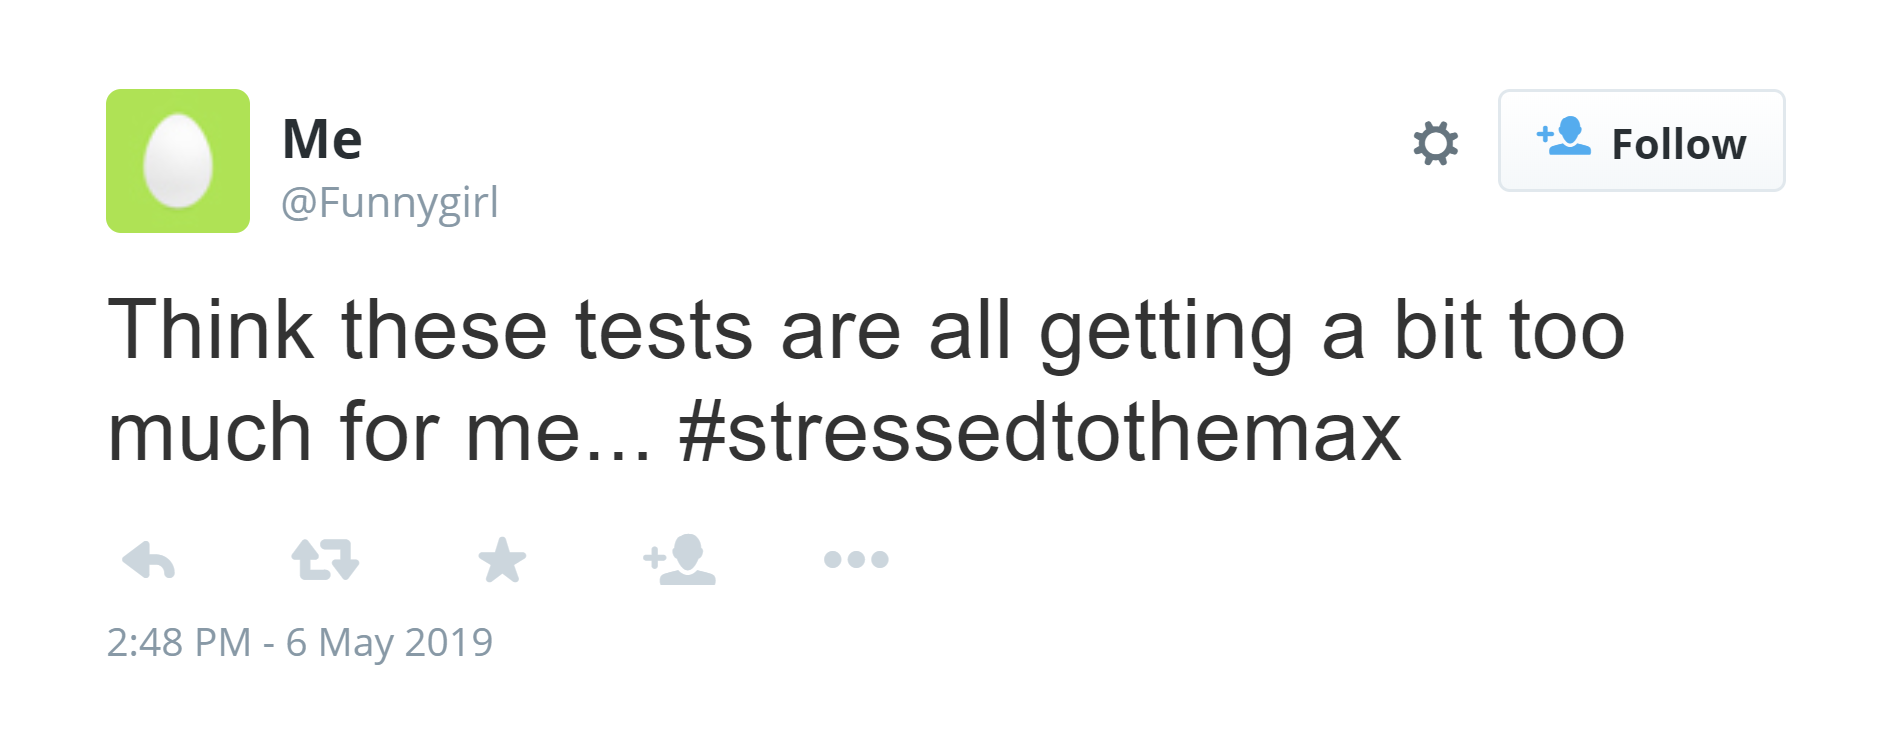 Me
@Funnygirl
Follow
Think these tests are all getting a bit too
much for me... #stressedtothemax
2:48 PM - 6 May 2019